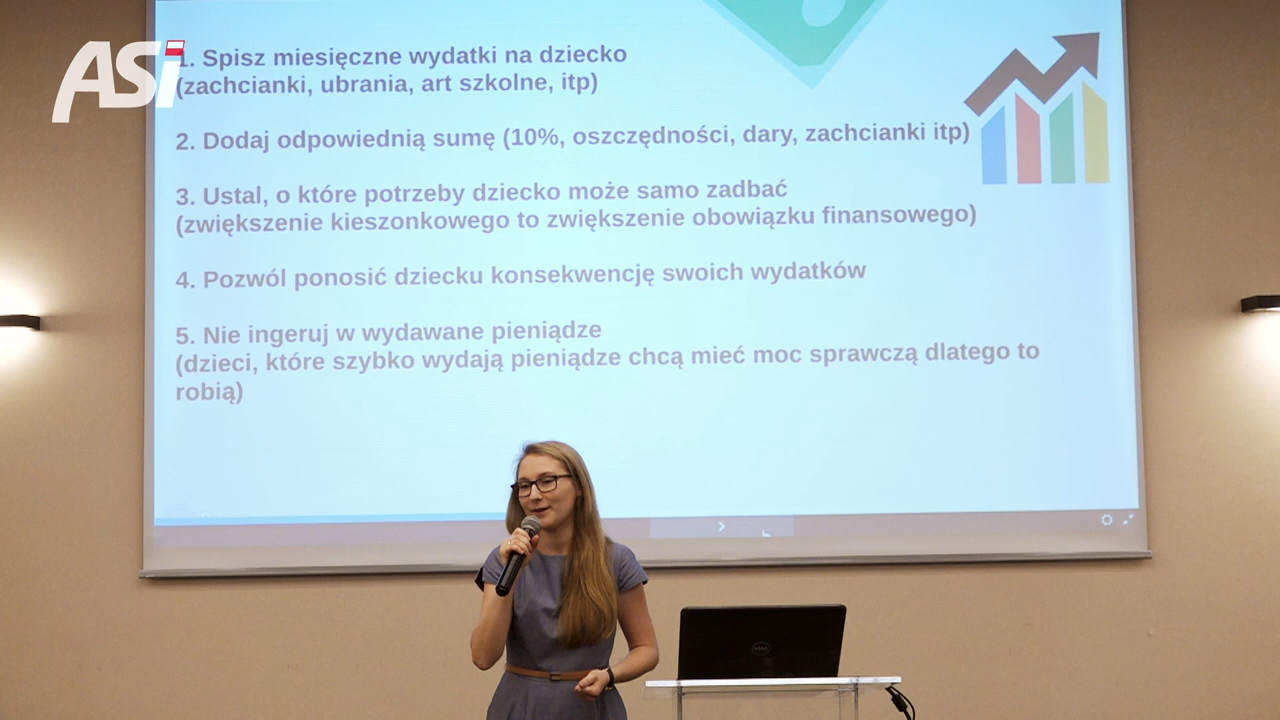 ASi
1. Spisz miesięczne wydatki na dziecko
(zachcianki, ubrania, art szkolne, itp)
2. Dodaj odpowiednią sumę (10%, oszczędności, dary, zachcianki itp)
3. Ustal, o które potrzeby dziecko może samo zadbać
(zwiększenie kieszonkowego to zwiększenie obowiązku finansowego)
4. Pozwól ponosić dziecku konsekwencję swoich wydatków
5. Nie ingeruj w wydawane pieniądze
(dzieci, które szybko wydają pieniądze chcą mieć moc sprawczą dlatego to
robią)
DELL